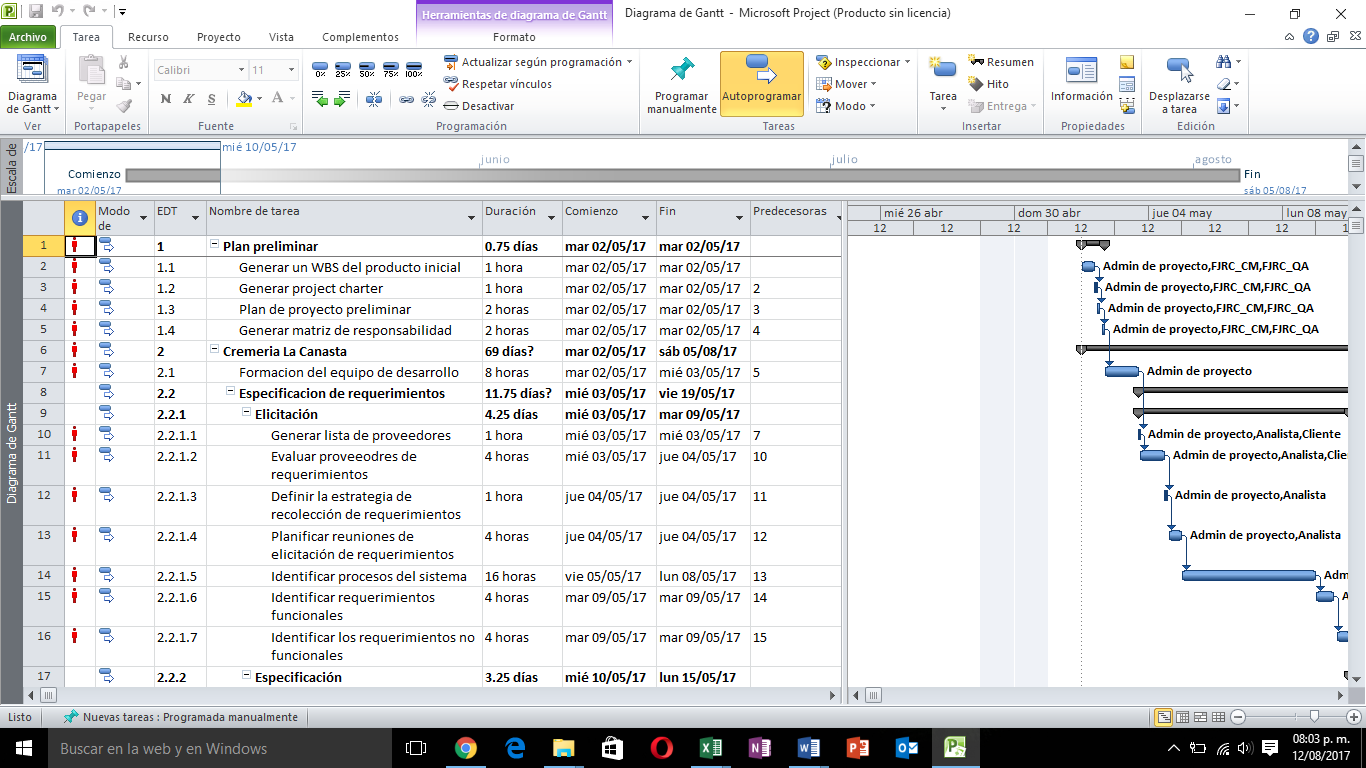 Herramientas de diagrama de Gantt
Diagrama de Gantt - Microsoft Project (Producto sin licencia)
Archivo Tarea Recurso Proyecto Vista Complementos Formato
Diagrama de Gantt
Ver
Pegar
Portapapeles
Calibri 11
N K S A
Fuente
0% 25% 50% 75% 100%
Actualizar según programación
Respetar vínculos
Desactivar
Programación
Programar manualmente
Autoprogramar
Inspeccionar
Mover
Modo
Tareas
Tarea
Resumen
Hito
Entrega
Insertar
Información
Propiedades
Desplazarse a tarea
Edición
Escala de
/17 mié 10/05/17
junio julio agosto
Comienzo Fin
mar 02/05/17 sáb 05/08/17
Modo de EDT Nombre de tarea Duración Comienzo Fin Predecesoras
mié 26 abr dom 30 abr jue 04 may lun 08 may
12 12 12 12 12 12 12
1 1 Plan preliminar 0.75 días mar 02/05/17 mar 02/05/17
2 1.1 Generar un WBS del producto inicial 1 hora mar 02/05/17 mar 02/05/17 Admin de proyecto,FJRC_CM,FJRC_QA
3 1.2 Generar project charter 1 hora mar 02/05/17 mar 02/05/17 2 Admin de proyecto,FJRC_CM,FJRC_QA
4 1.3 Plan de proyecto preliminar 2 horas mar 02/05/17 mar 02/05/17 3 Admin de proyecto,FJRC_CM,FJRC_QA
5 1.4 Generar matriz de responsabilidad 2 horas mar 02/05/17 mar 02/05/17 4 Admin de proyecto,FJRC_CM,FJRC_QA
6 2 Cremeria La Canasta 69 días? mar 02/05/17 sáb 05/08/17
7 2.1 Formacion del equipo de desarrollo 8 horas mar 02/05/17 mié 03/05/17 5 Admin de proyecto
8 2.2 Especificacion de requerimientos 11.75 días? mié 03/05/17 vie 19/05/17
9 2.2.1 Elicitación 4.25 días mié 03/05/17 mar 09/05/17
10 2.2.1.1 Generar lista de proveedores 1 hora mié 03/05/17 mié 03/05/17 7 Admin de proyecto,Analista,Cliente
11 2.2.1.2 Evaluar proveeodres de requerimientos 4 horas mié 03/05/17 jue 04/05/17 10 Admin de proyecto,Analista,Clie
12 2.2.1.3 Definir la estrategia de recolección de requerimientos 1 hora jue 04/05/17 jue 04/05/17 11 Admin de proyecto,Analista
13 2.2.1.4 Planificar reuniones de elicitación de requerimientos 4 horas jue 04/05/17 jue 04/05/17 12 Admin de proyecto,Analista
14 2.2.1.5 Identificar procesos del sistema 16 horas vie 05/05/17 lun 08/05/17 13 Adm
15 2.2.1.6 Identificar requerimientos funcionales 4 horas mar 09/05/17 mar 09/05/17 14 A
16 2.2.1.7 Identificar los requerimientos no funcionales 4 horas mar 09/05/17 mar 09/05/17 15
17 2.2.2 Especificación 3.25 días mié 10/05/17 lun 15/05/17
Diagrama de Gantt
Listo Nuevas tareas : Programada manualmente
Buscar en la web y en Windows
08:03 p. m.
12/08/2017